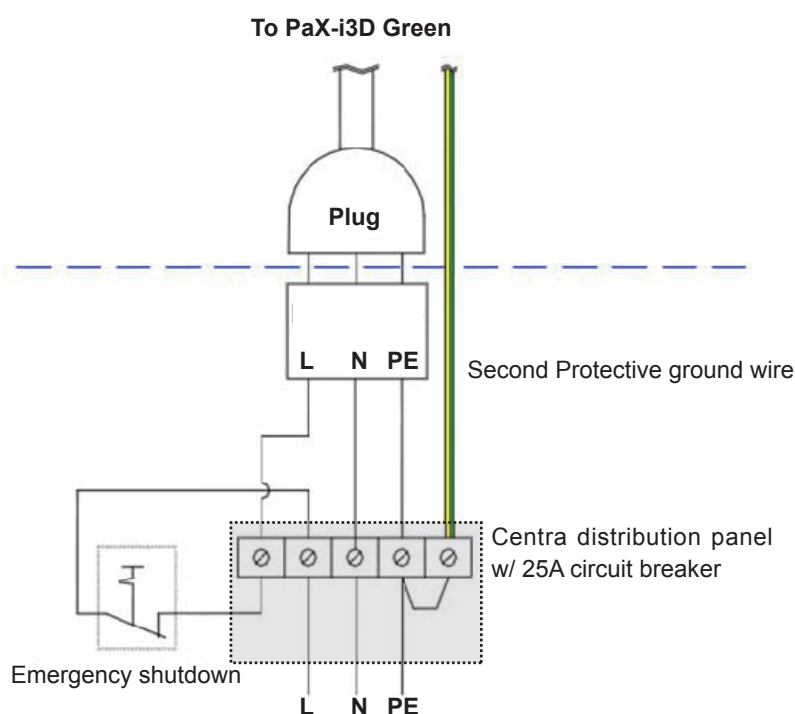 To PaX-i3D Green
Plug
L N PE
Second Protective ground wire
Centra distribution panel
w/ 25A circuit breaker
Emergency shutdown
L N PE